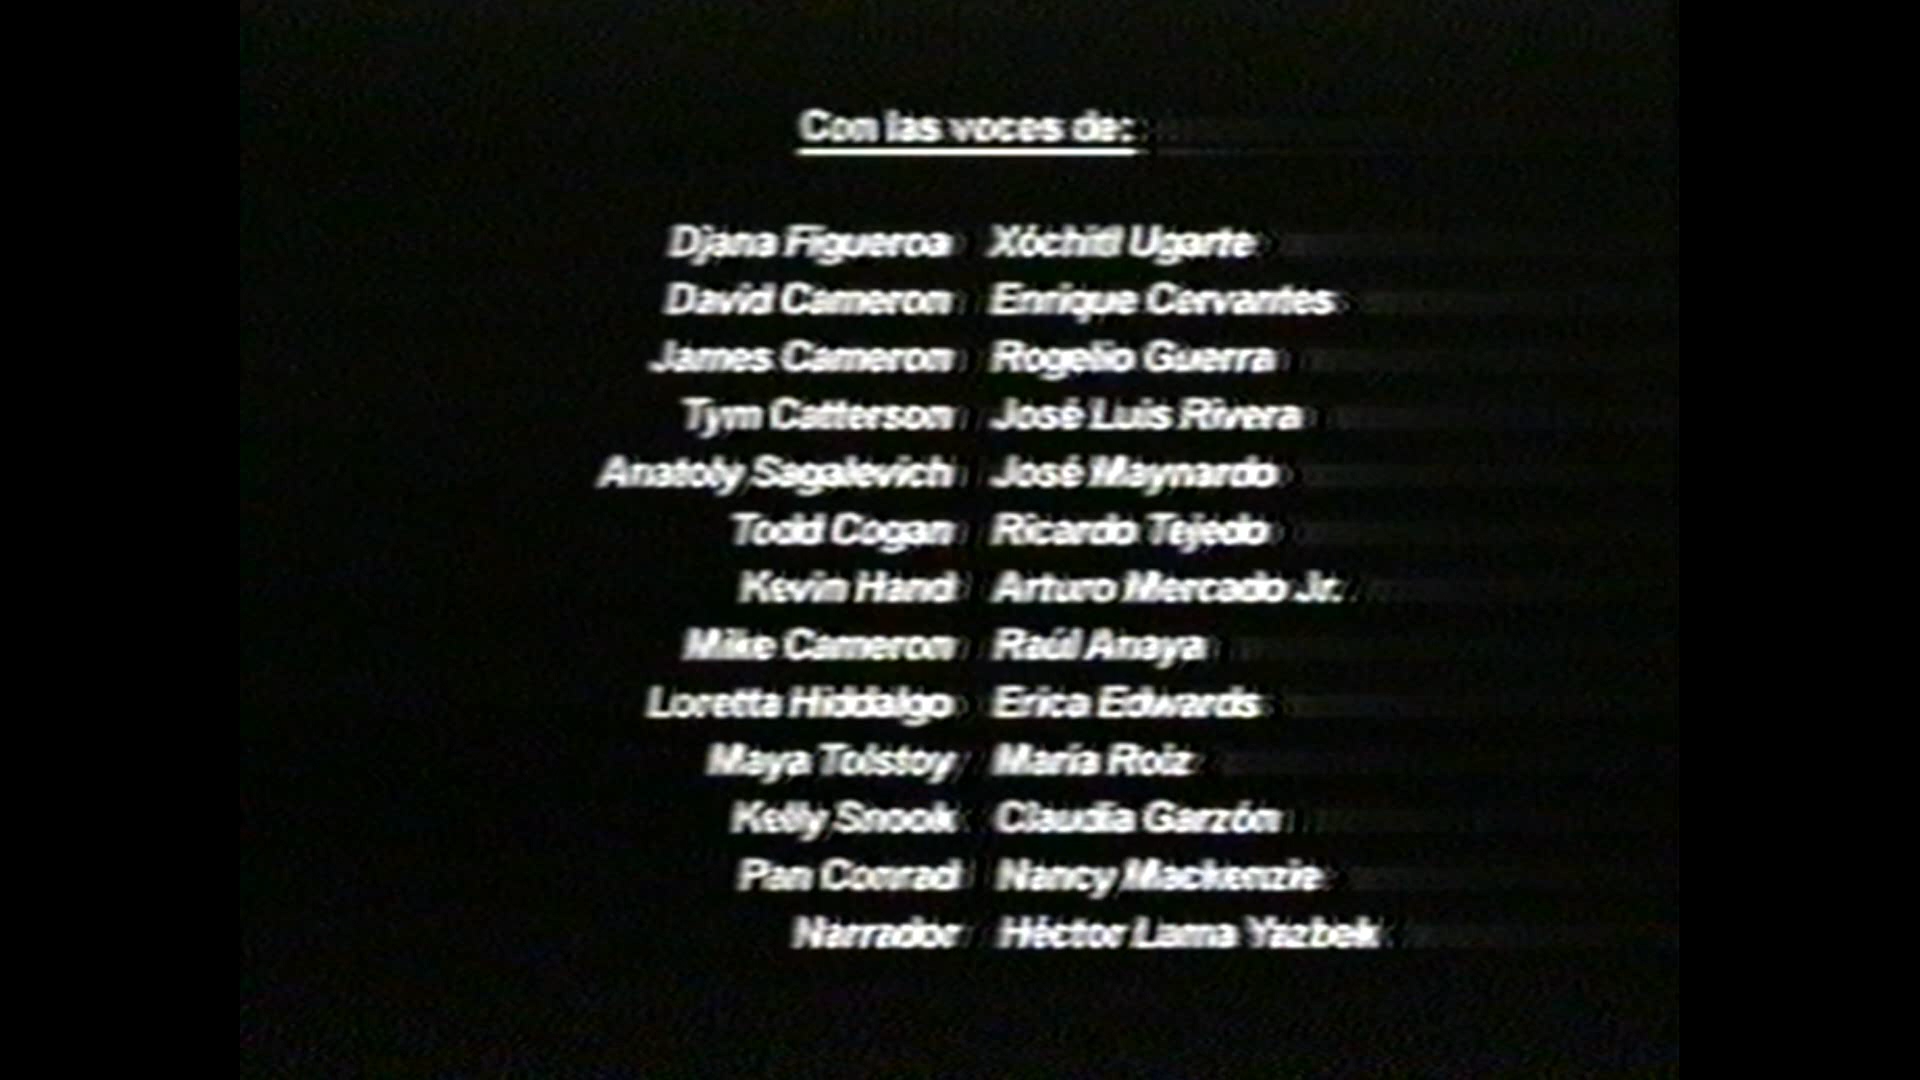 Con las voces de:
Djana Figueroa Xóchitl Ugarte
David Cameron Enrique Cervantes
James Cameron Rogelio Guerra
Tym Catterson José Luis Rivera
Anatoly Sagalevich José Maynardo
Todd Cogan Ricardo Tejedo
Kevin Hand Arturo Mercado Jr.
Mike Cameron Raúl Anaya
Loretta Hiddalgo Erica Edwards
Maya Tolstoy María Roiz
Kelly Snook Claudia Garzón
Pan Conrad Nancy Mackenzie
Narrador Héctor Lama Yazbek